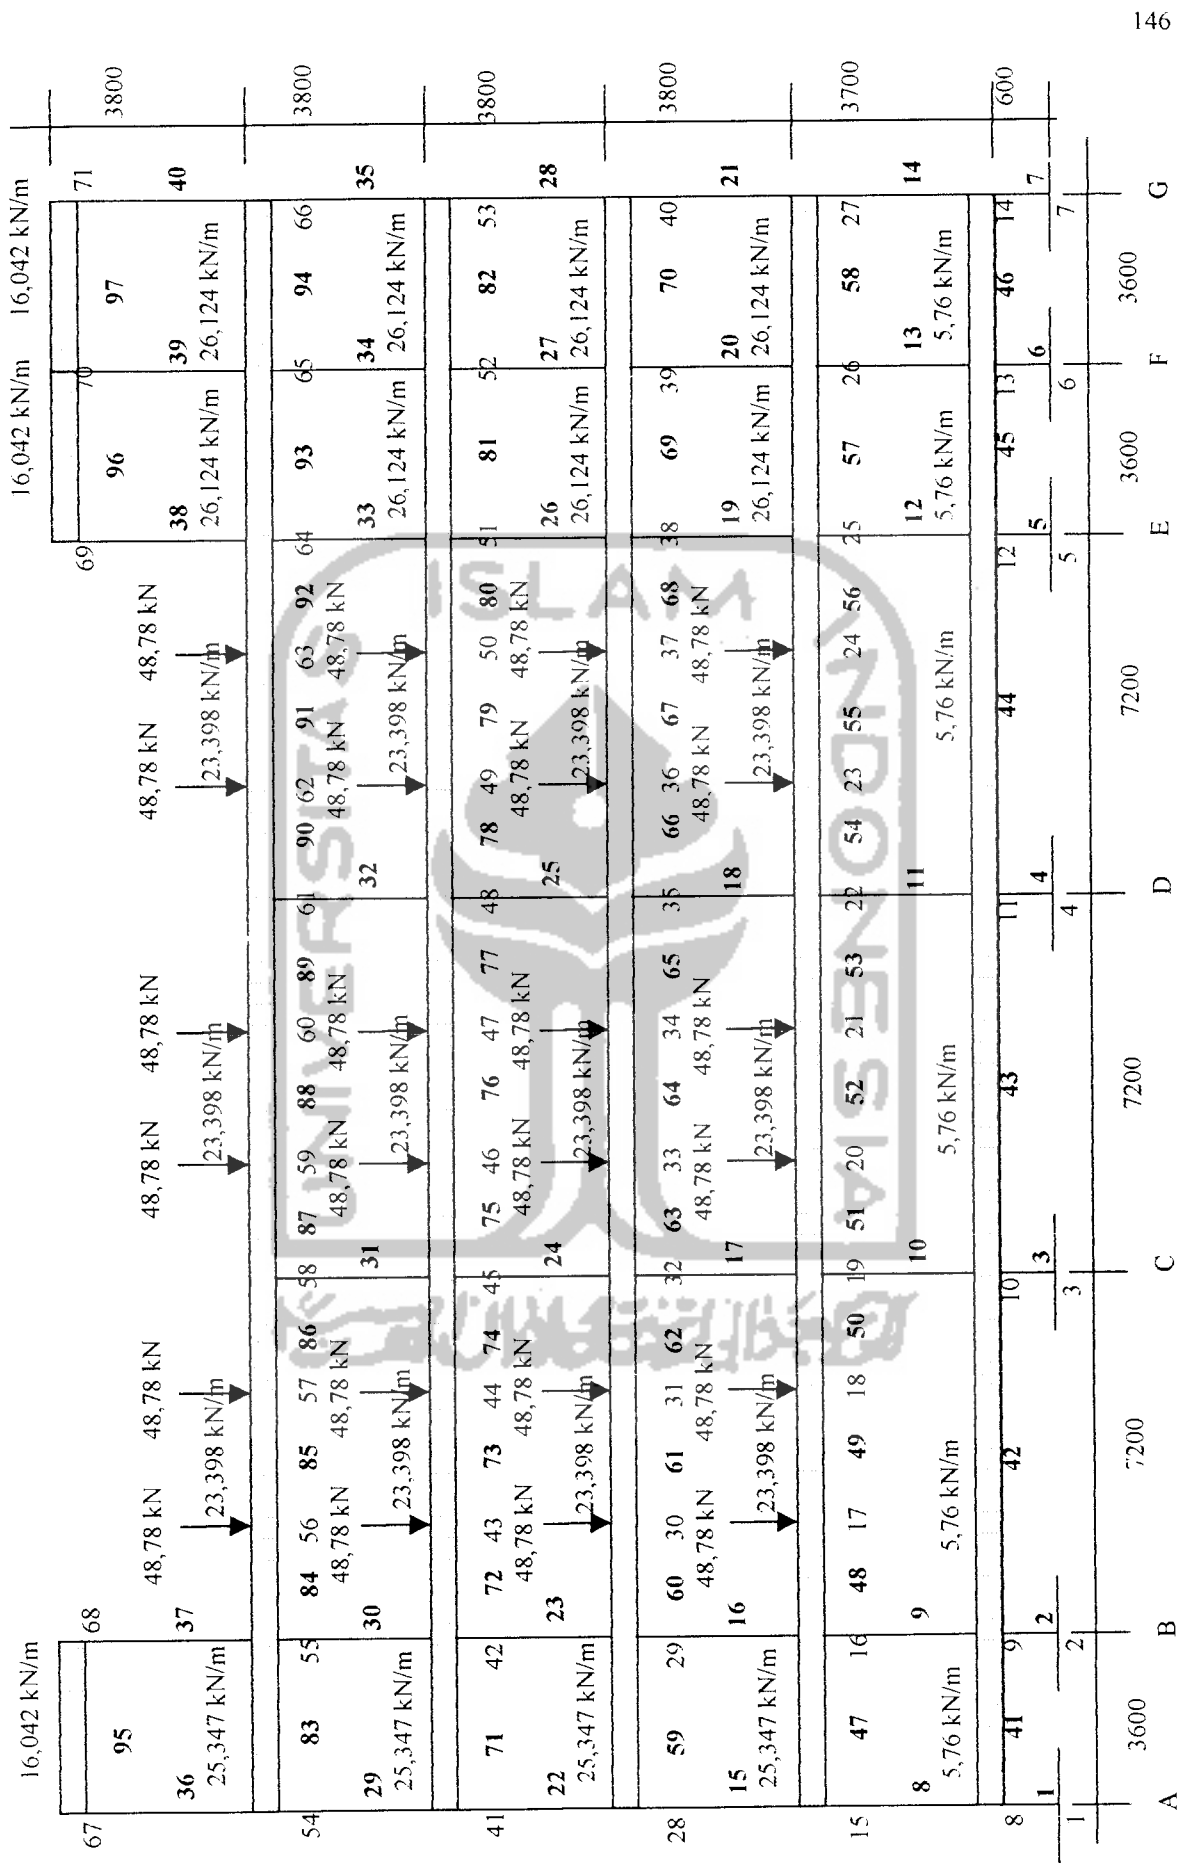 146
16,042 kN/m 16,042 kN/m 16,042 kN/m
67 68 69 70 71
95 96 97
3800
36 37 38 39 40
48,78 kN 48,78 kN 48,78 kN 48,78 kN 48,78 kN 48,78 kN
25,347 kN/m 23,398 kN/m 23,398 kN/m 23,398 kN/m 26,124 kN/m 26,124 kN/m
54 55 56 57 58 59 60 61 62 63 64 65 66
83 84 85 86 87 88 89 90 91 92 93 94
3800
48,78 kN 48,78 kN 48,78 kN 48,78 kN 48,78 kN 48,78 kN
29 30 31 32 33 34 35
25,347 kN/m 23,398 kN/m 23,398 kN/m 23,398 kN/m 26,124 kN/m 26,124 kN/m
41 42 43 44 45 46 47 48 49 50 51 52 53
71 72 73 74 75 76 77 78 79 80 81 82
3800
48,78 kN 48,78 kN 48,78 kN 48,78 kN 48,78 kN 48,78 kN
22 23 24 25 26 27 28
25,347 kN/m 23,398 kN/m 23,398 kN/m 23,398 kN/m 26,124 kN/m 26,124 kN/m
28 29 30 31 32 33 34 35 36 37 38 39 40
59 60 61 62 63 64 65 66 67 68 69 70
3800
48,78 kN 48,78 kN 48,78 kN 48,78 kN 48,78 kN 48,78 kN
15 16 17 18 19 20 21
25,347 kN/m 23,398 kN/m 23,398 kN/m 23,398 kN/m 26,124 kN/m 26,124 kN/m
15 16 17 18 19 20 21 22 23 24 25 26 27
47 48 49 50 51 52 53 54 55 56 57 58
3700
8 9 10 11 12 13 14
5,76 kN/m 5,76 kN/m 5,76 kN/m 5,76 kN/m 5,76 kN/m 5,76 kN/m
8 9 10 11 12 13 14
41 42 43 44 45 46
600
1 2 3 4 5 6 7
1 2 3 4 5 6 7
3600 7200 7200 7200 3600 3600
A B C D E F G
UNIVERSITAS
ISLAM
INDONESIA